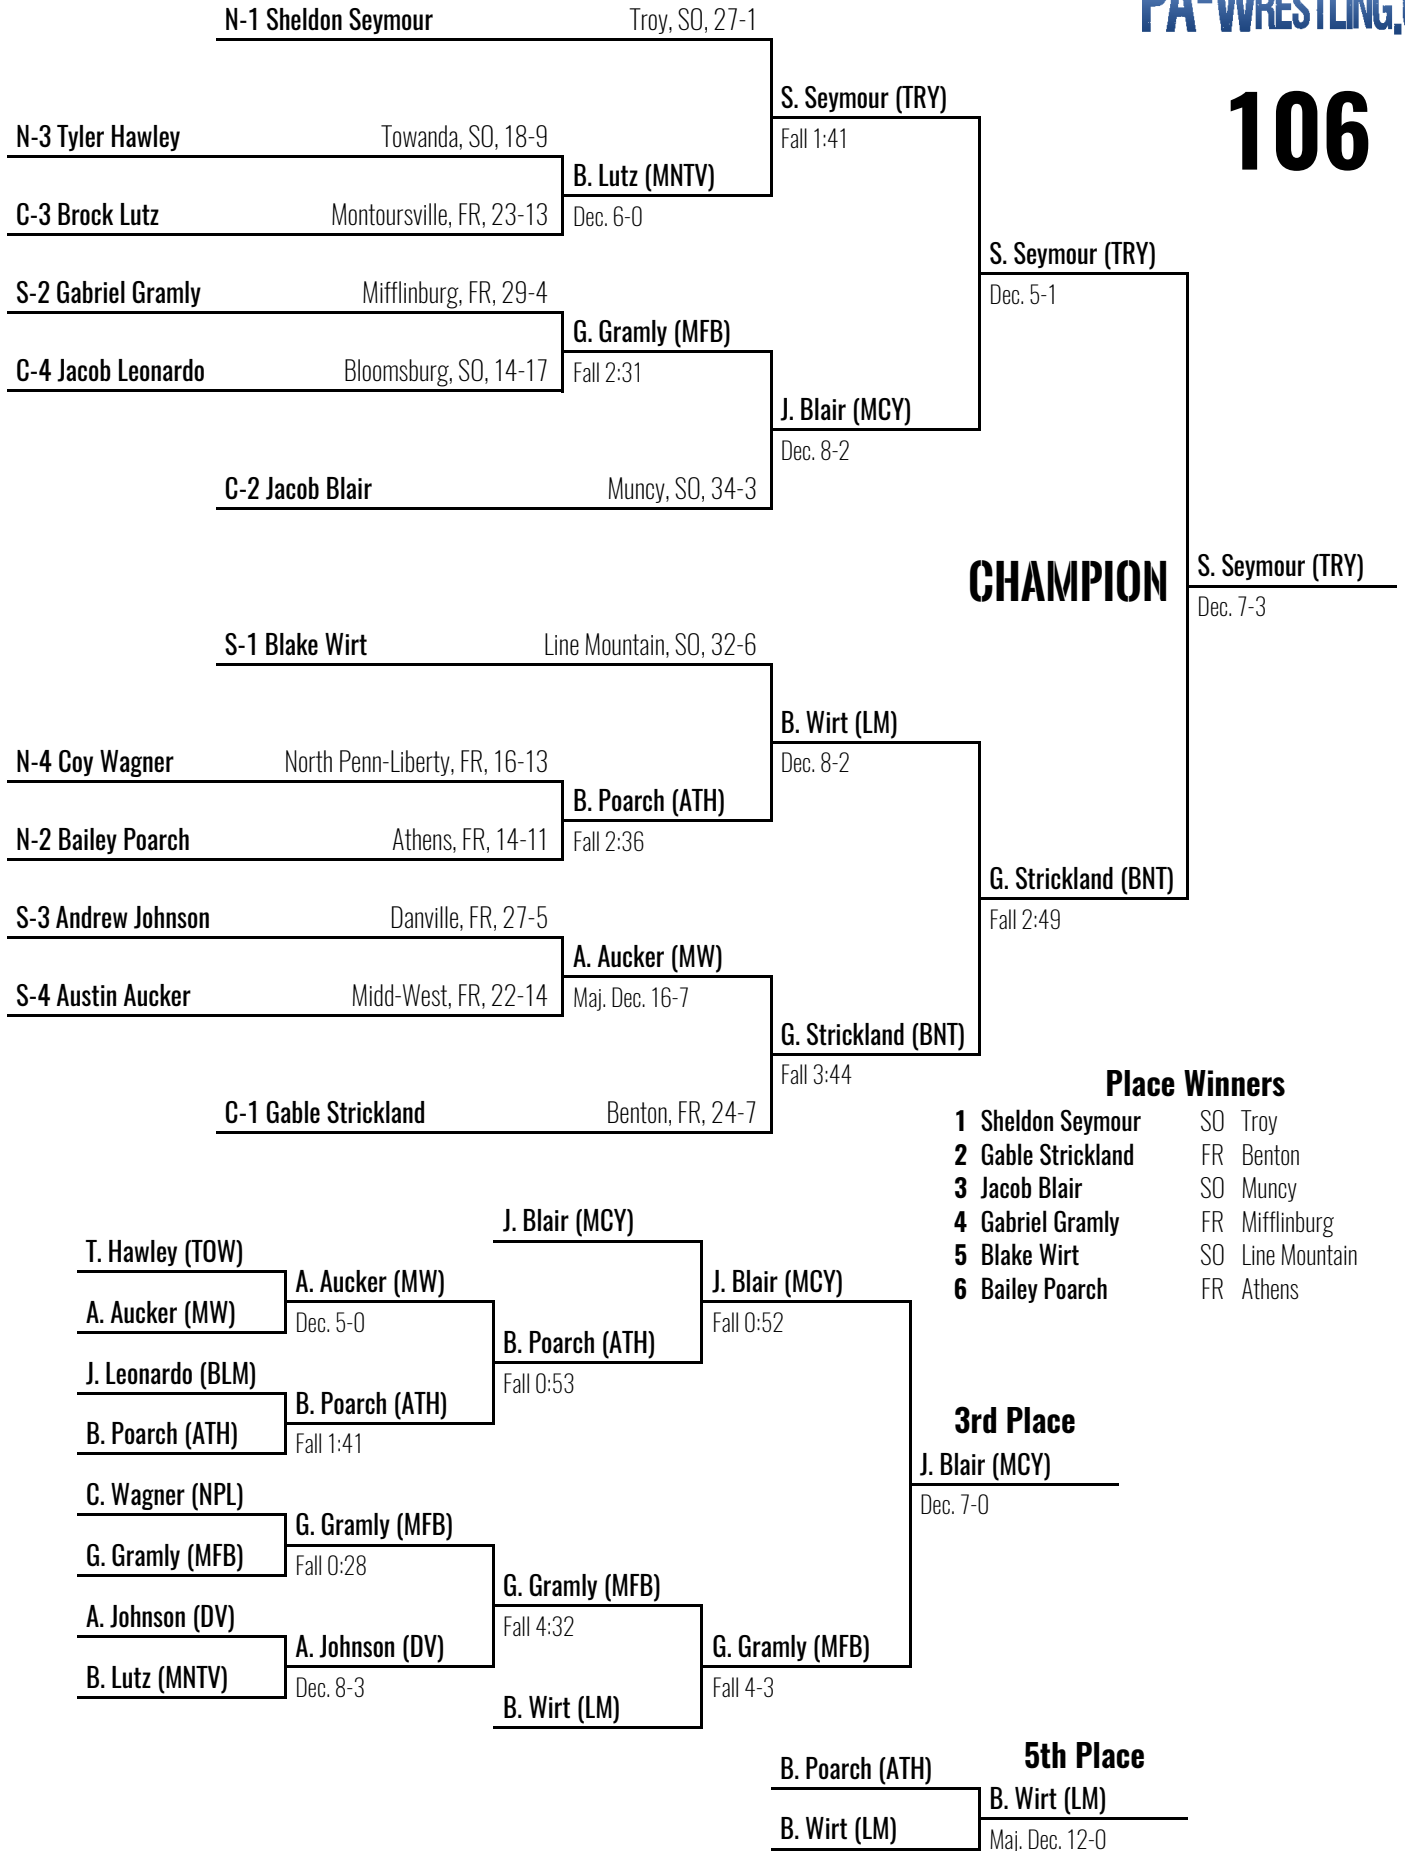 PA-WRESTLING.
106
N-1 Sheldon Seymour Troy, SO, 27-1
S. Seymour (TRY)
Fall 1:41
N-3 Tyler Hawley Towanda, SO, 18-9
B. Lutz (MNTV)
C-3 Brock Lutz Montoursville, FR, 23-13
Dec. 6-0
S. Seymour (TRY)
Dec. 5-1
S-2 Gabriel Gramly Mifflinburg, FR, 29-4
G. Gramly (MFB)
C-4 Jacob Leonardo Bloomsburg, SO, 14-17
Fall 2:31
J. Blair (MCY)
Dec. 8-2
C-2 Jacob Blair Muncy, SO, 34-3
CHAMPION
S. Seymour (TRY)
Dec. 7-3
S-1 Blake Wirt Line Mountain, SO, 32-6
B. Wirt (LM)
Dec. 8-2
N-4 Coy Wagner North Penn-Liberty, FR, 16-13
B. Poarch (ATH)
N-2 Bailey Poarch Athens, FR, 14-11
Fall 2:36
G. Strickland (BNT)
Fall 2:49
S-3 Andrew Johnson Danville, FR, 27-5
A. Aucker (MW)
S-4 Austin Aucker Midd-West, FR, 22-14
Maj. Dec. 16-7
G. Strickland (BNT)
Fall 3:44
C-1 Gable Strickland Benton, FR, 24-7
Place Winners
1 Sheldon Seymour SO Troy
2 Gable Strickland FR Benton
3 Jacob Blair SO Muncy
4 Gabriel Gramly FR Mifflinburg
5 Blake Wirt SO Line Mountain
6 Bailey Poarch FR Athens
J. Blair (MCY)
T. Hawley (TOW)
A. Aucker (MW)
J. Blair (MCY)
A. Aucker (MW)
Dec. 5-0
Fall 0:52
B. Poarch (ATH)
J. Leonardo (BLM)
Fall 0:53
B. Poarch (ATH)
B. Poarch (ATH)
Fall 1:41
3rd Place
J. Blair (MCY)
Dec. 7-0
C. Wagner (NPL)
G. Gramly (MFB)
G. Gramly (MFB)
Fall 0:28
G. Gramly (MFB)
A. Johnson (DV)
Fall 4:32
A. Johnson (DV)
G. Gramly (MFB)
B. Lutz (MNTV)
Dec. 8-3
Fall 4-3
B. Wirt (LM)
5th Place
B. Poarch (ATH)
B. Wirt (LM)
B. Wirt (LM)
Maj. Dec. 12-0